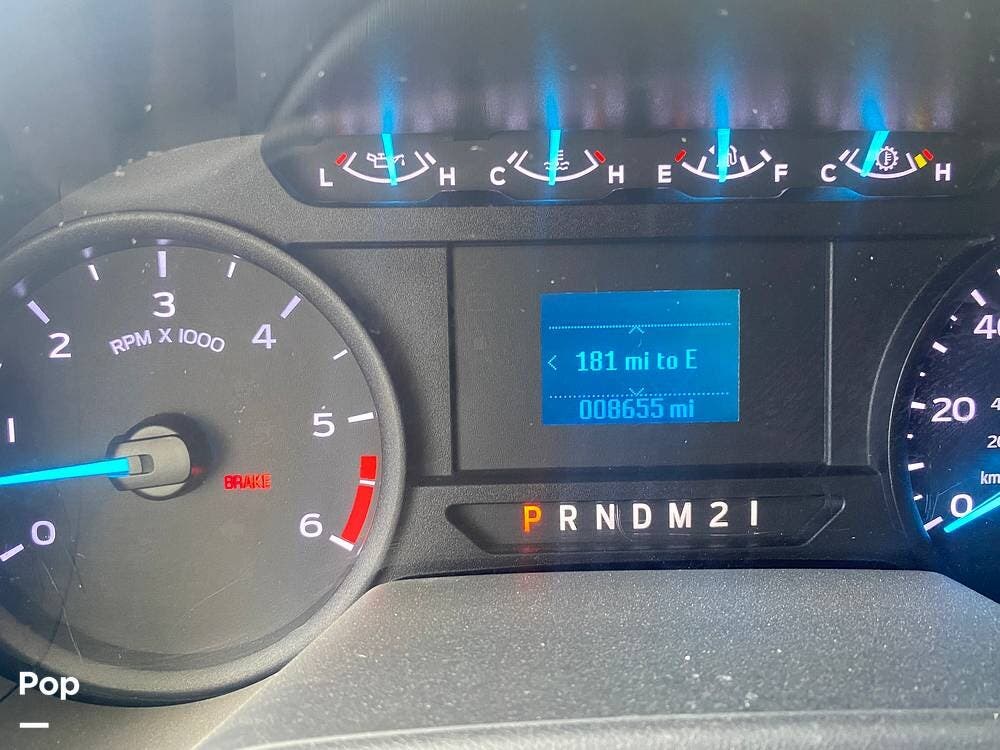 L H C H E F C H
1 2 3 4 5 6 0
RPM X 1000
BRAKE
< 181 mi to E
008655 mi
P R N D M 2 1
0 20
km
Pop